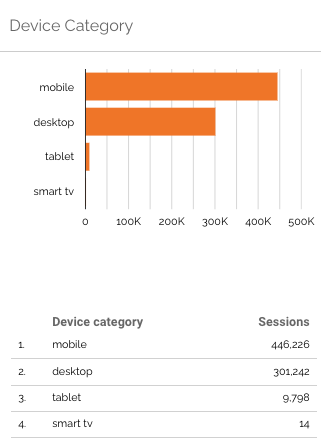 Device Category
mobile
desktop
tablet
smart tv
0 100K 200K 300K 400K 500K
Device category Sessions
1. mobile 446,226
2. desktop 301,242
3. tablet 9,798
4. smart tv 14